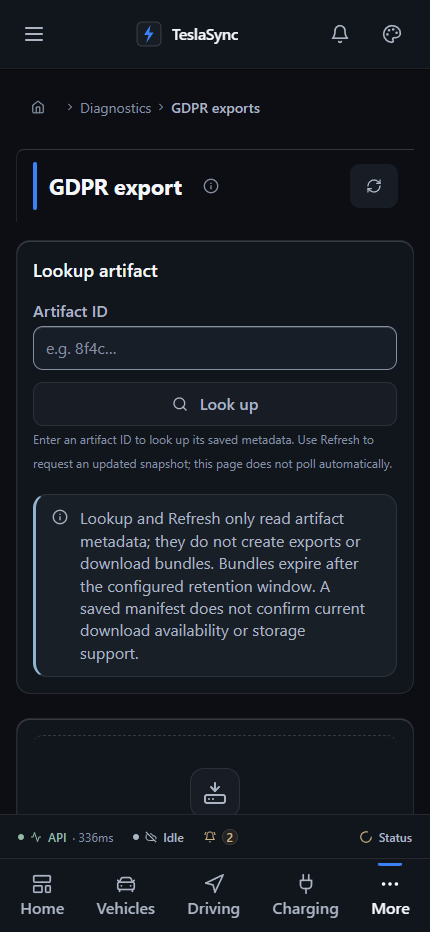 TeslaSync
Diagnostics
GDPR exports
GDPR export
Lookup artifact
Artifact ID
e.g. 8f4c...
Look up
Enter an artifact ID to look up its saved metadata. Use Refresh to
request an updated snapshot; this page does not poll automatically.
Lookup and Refresh only read artifact
metadata; they do not create exports or
download bundles. Bundles expire after
the configured retention window. A
saved manifest does not confirm current
download availability or storage
support.
API · 336ms
Idle
2
Status
Home
Vehicles
Driving
Charging
More